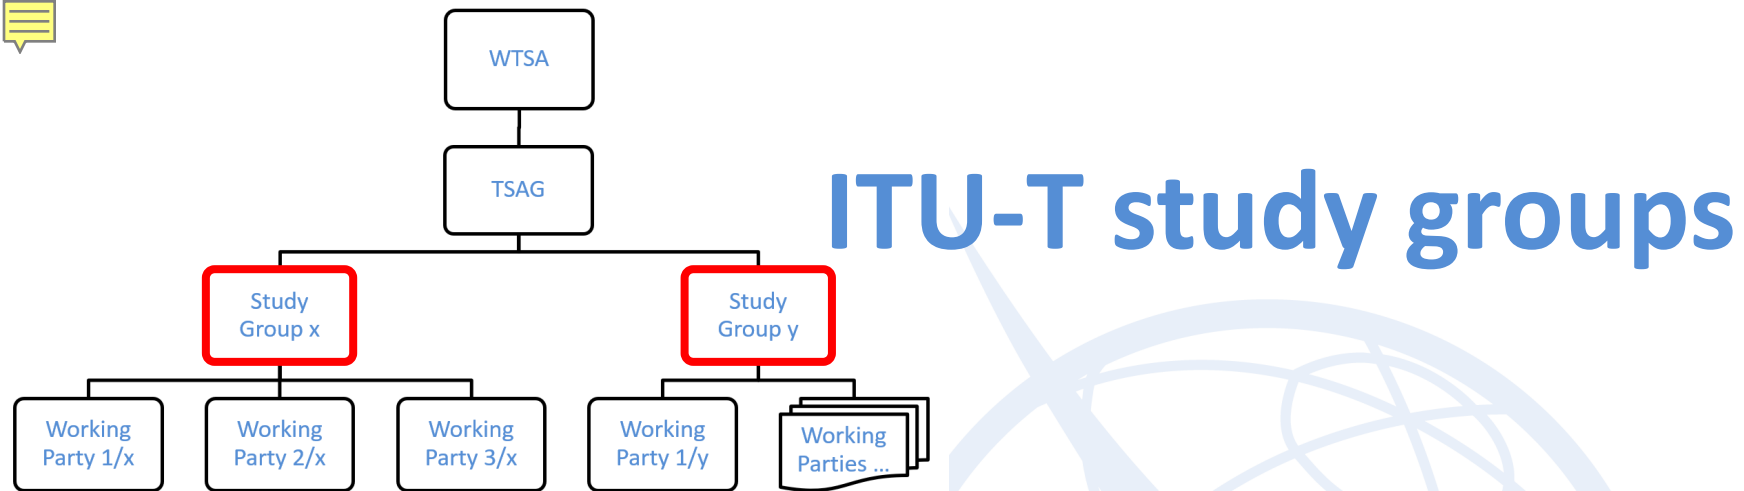 WTSA
TSAG
ITU-T study groups
Study
Group x
Study
Group y
Working
Party 1/x
Working
Party 2/x
Working
Party 3/x
Working
Party 1/y
Working
Parties ...